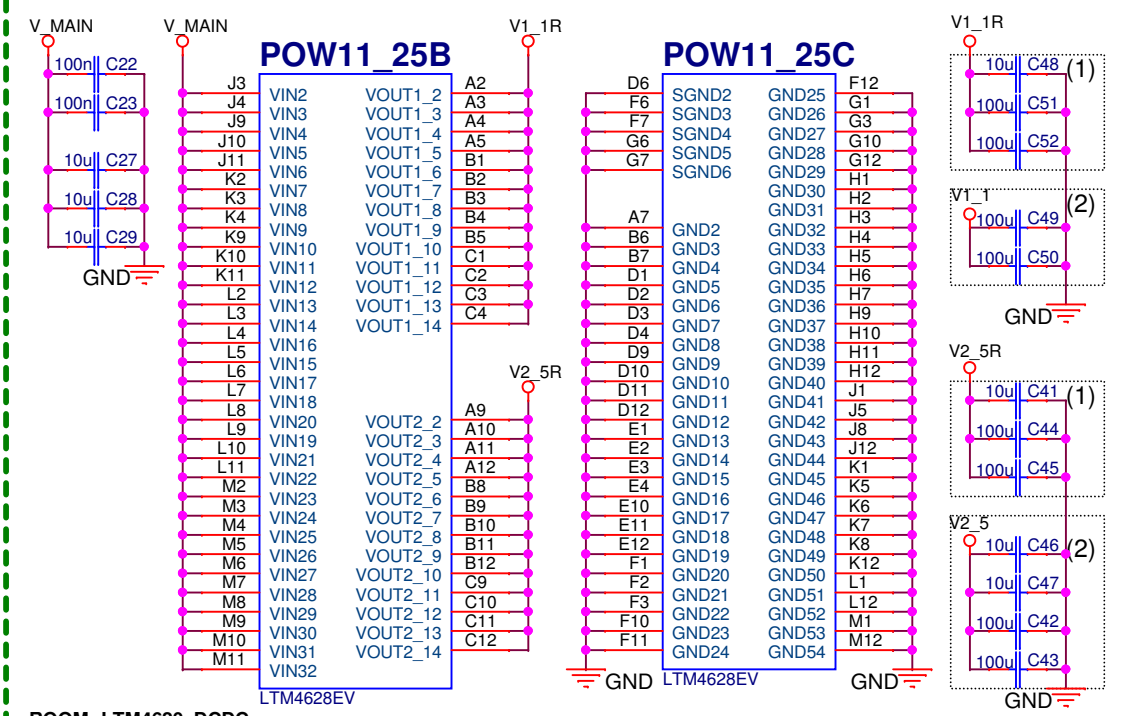 V_MAIN
100n C22
100n C23
10u C27
10u C28
10u C29
GND
V_MAIN
V1_1R
POW11_25B
J3 VIN2 VOUT1_2 A2
J4 VIN3 VOUT1_3 A3
J9 VIN4 VOUT1_4 A4
J10 VIN5 VOUT1_5 A5
J11 VIN6 VOUT1_6 B1
K2 VIN7 VOUT1_7 B2
K3 VIN8 VOUT1_8 B3
K4 VIN9 VOUT1_9 B4
K9 VIN10 VOUT1_10 B5
K10 VIN11 VOUT1_11 C1
K11 VIN12 VOUT1_12 C2
L2 VIN13 VOUT1_13 C3
L3 VIN14 VOUT1_14 C4
L4 VIN16
L5 VIN15
L6 VIN17
V2_5R
L7 VIN18
L8 VIN20 VOUT2_2 A9
L9 VIN19 VOUT2_3 A10
L10 VIN21 VOUT2_4 A11
L11 VIN22 VOUT2_5 A12
M2 VIN23 VOUT2_6 B8
M3 VIN24 VOUT2_7 B9
M4 VIN25 VOUT2_8 B10
M5 VIN26 VOUT2_9 B11
M6 VIN27 VOUT2_10 B12
M7 VIN28 VOUT2_11 C9
M8 VIN29 VOUT2_12 C10
M9 VIN30 VOUT2_13 C11
M10 VIN31 VOUT2_14 C12
M11 VIN32
LTM4628EV
POW11_25C
D6 SGND2 GND25 F12
F6 SGND3 GND26 G1
F7 SGND4 GND27 G3
G6 SGND5 GND28 G10
G7 SGND6 GND29 G12
GND30 H1
GND31 H2
A7 GND2 GND32 H3
B6 GND3 GND33 H4
B7 GND4 GND34 H5
D1 GND5 GND35 H6
D2 GND6 GND36 H7
D3 GND7 GND37 H9
D4 GND8 GND38 H10
D9 GND9 GND39 H11
D10 GND10 GND40 H12
D11 GND11 GND41 J1
D12 GND12 GND42 J5
E1 GND13 GND43 J8
E2 GND14 GND44 J12
E3 GND15 GND45 K1
E4 GND16 GND46 K5
E10 GND17 GND47 K6
E11 GND18 GND48 K7
E12 GND19 GND49 K8
F1 GND20 GND50 K12
F2 GND21 GND51 L1
F3 GND22 GND52 L12
F10 GND23 GND53 M1
F11 GND24 GND54 M12
GND
LTM4628EV
GND
V1_1R
10u C48 (1)
100u C51
100u C52
V1_1 (2)
100u C49
100u C50
GND
V2_5R
10u C41 (1)
100u C44
100u C45
V2_5
10u C46 (2)
10u C47
100u C42
100u C43
GND